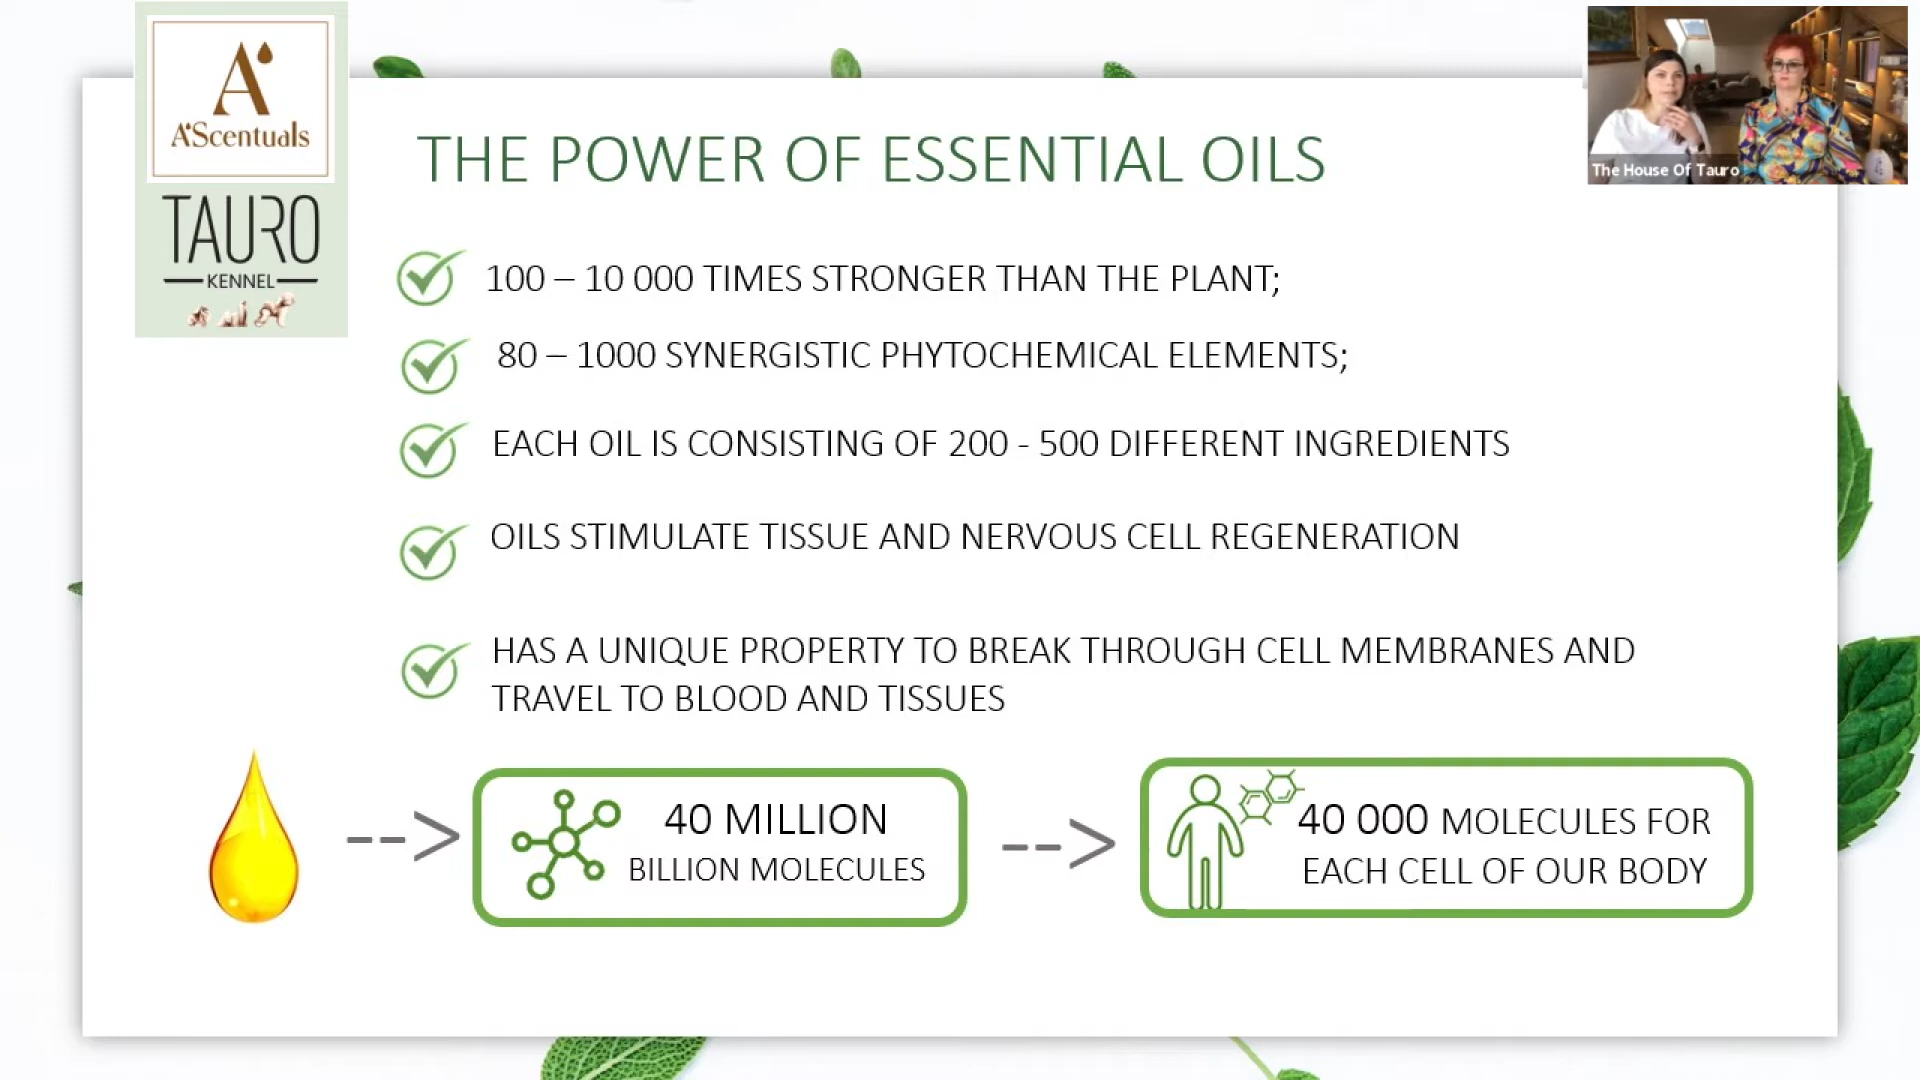 A
A'Scentuals
TAURO
KENNEL
THE POWER OF ESSENTIAL OILS
The House Of Tauro
100 – 10 000 TIMES STRONGER THAN THE PLANT;
80 – 1000 SYNERGISTIC PHYTOCHEMICAL ELEMENTS;
EACH OIL IS CONSISTING OF 200 - 500 DIFFERENT INGREDIENTS
OILS STIMULATE TISSUE AND NERVOUS CELL REGENERATION
HAS A UNIQUE PROPERTY TO BREAK THROUGH CELL MEMBRANES AND
TRAVEL TO BLOOD AND TISSUES
-->
40 MILLION
BILLION MOLECULES
-->
40 000 MOLECULES FOR
EACH CELL OF OUR BODY